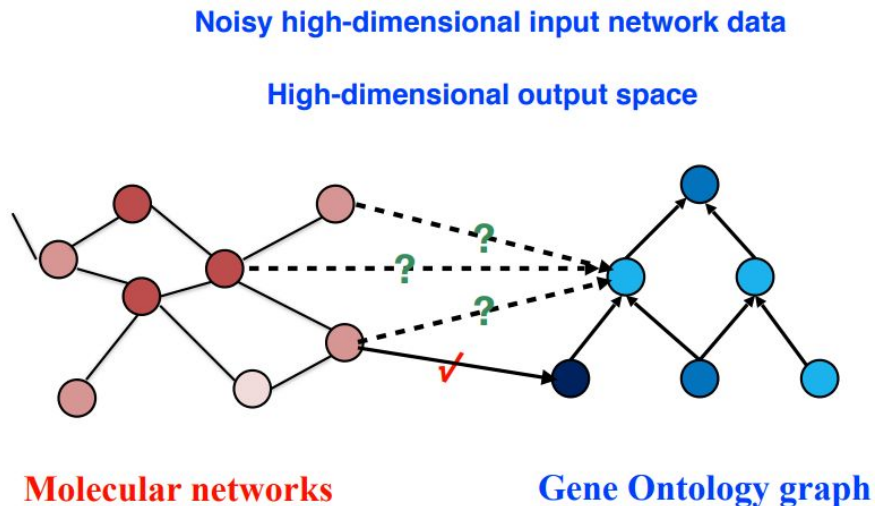 Noisy high-dimensional input network data
High-dimensional output space
?
?
?
✓
Molecular networks
Gene Ontology graph